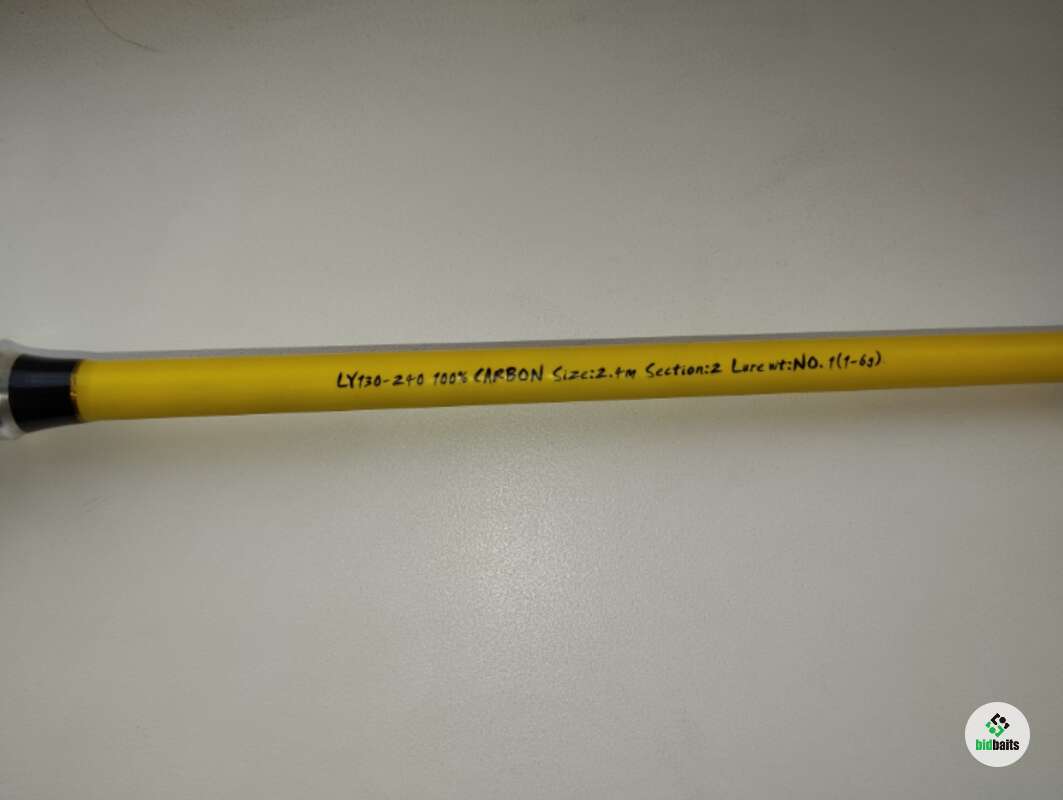 LY130-240 100% CARBON Size:2.4m Section:2 Lure wt:NO.1(1-6g)
bidbaits